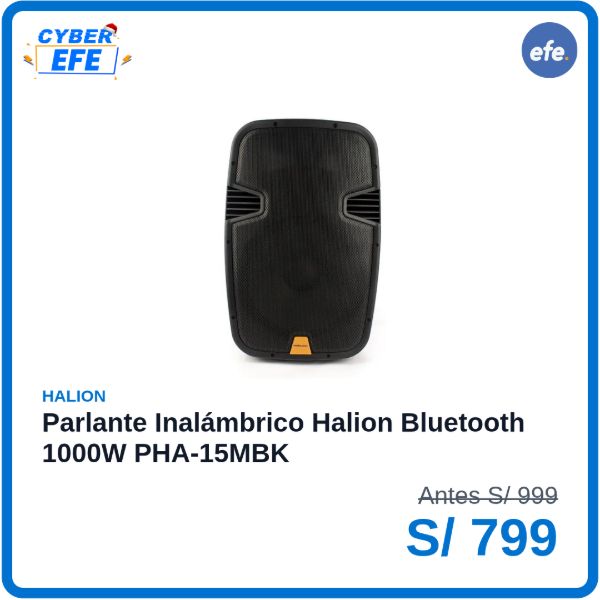 CYBER
EFE
efe.
HALION
Parlante Inalámbrico Halion Bluetooth
1000W PHA-15MBK
Antes S/ 999
S/ 799